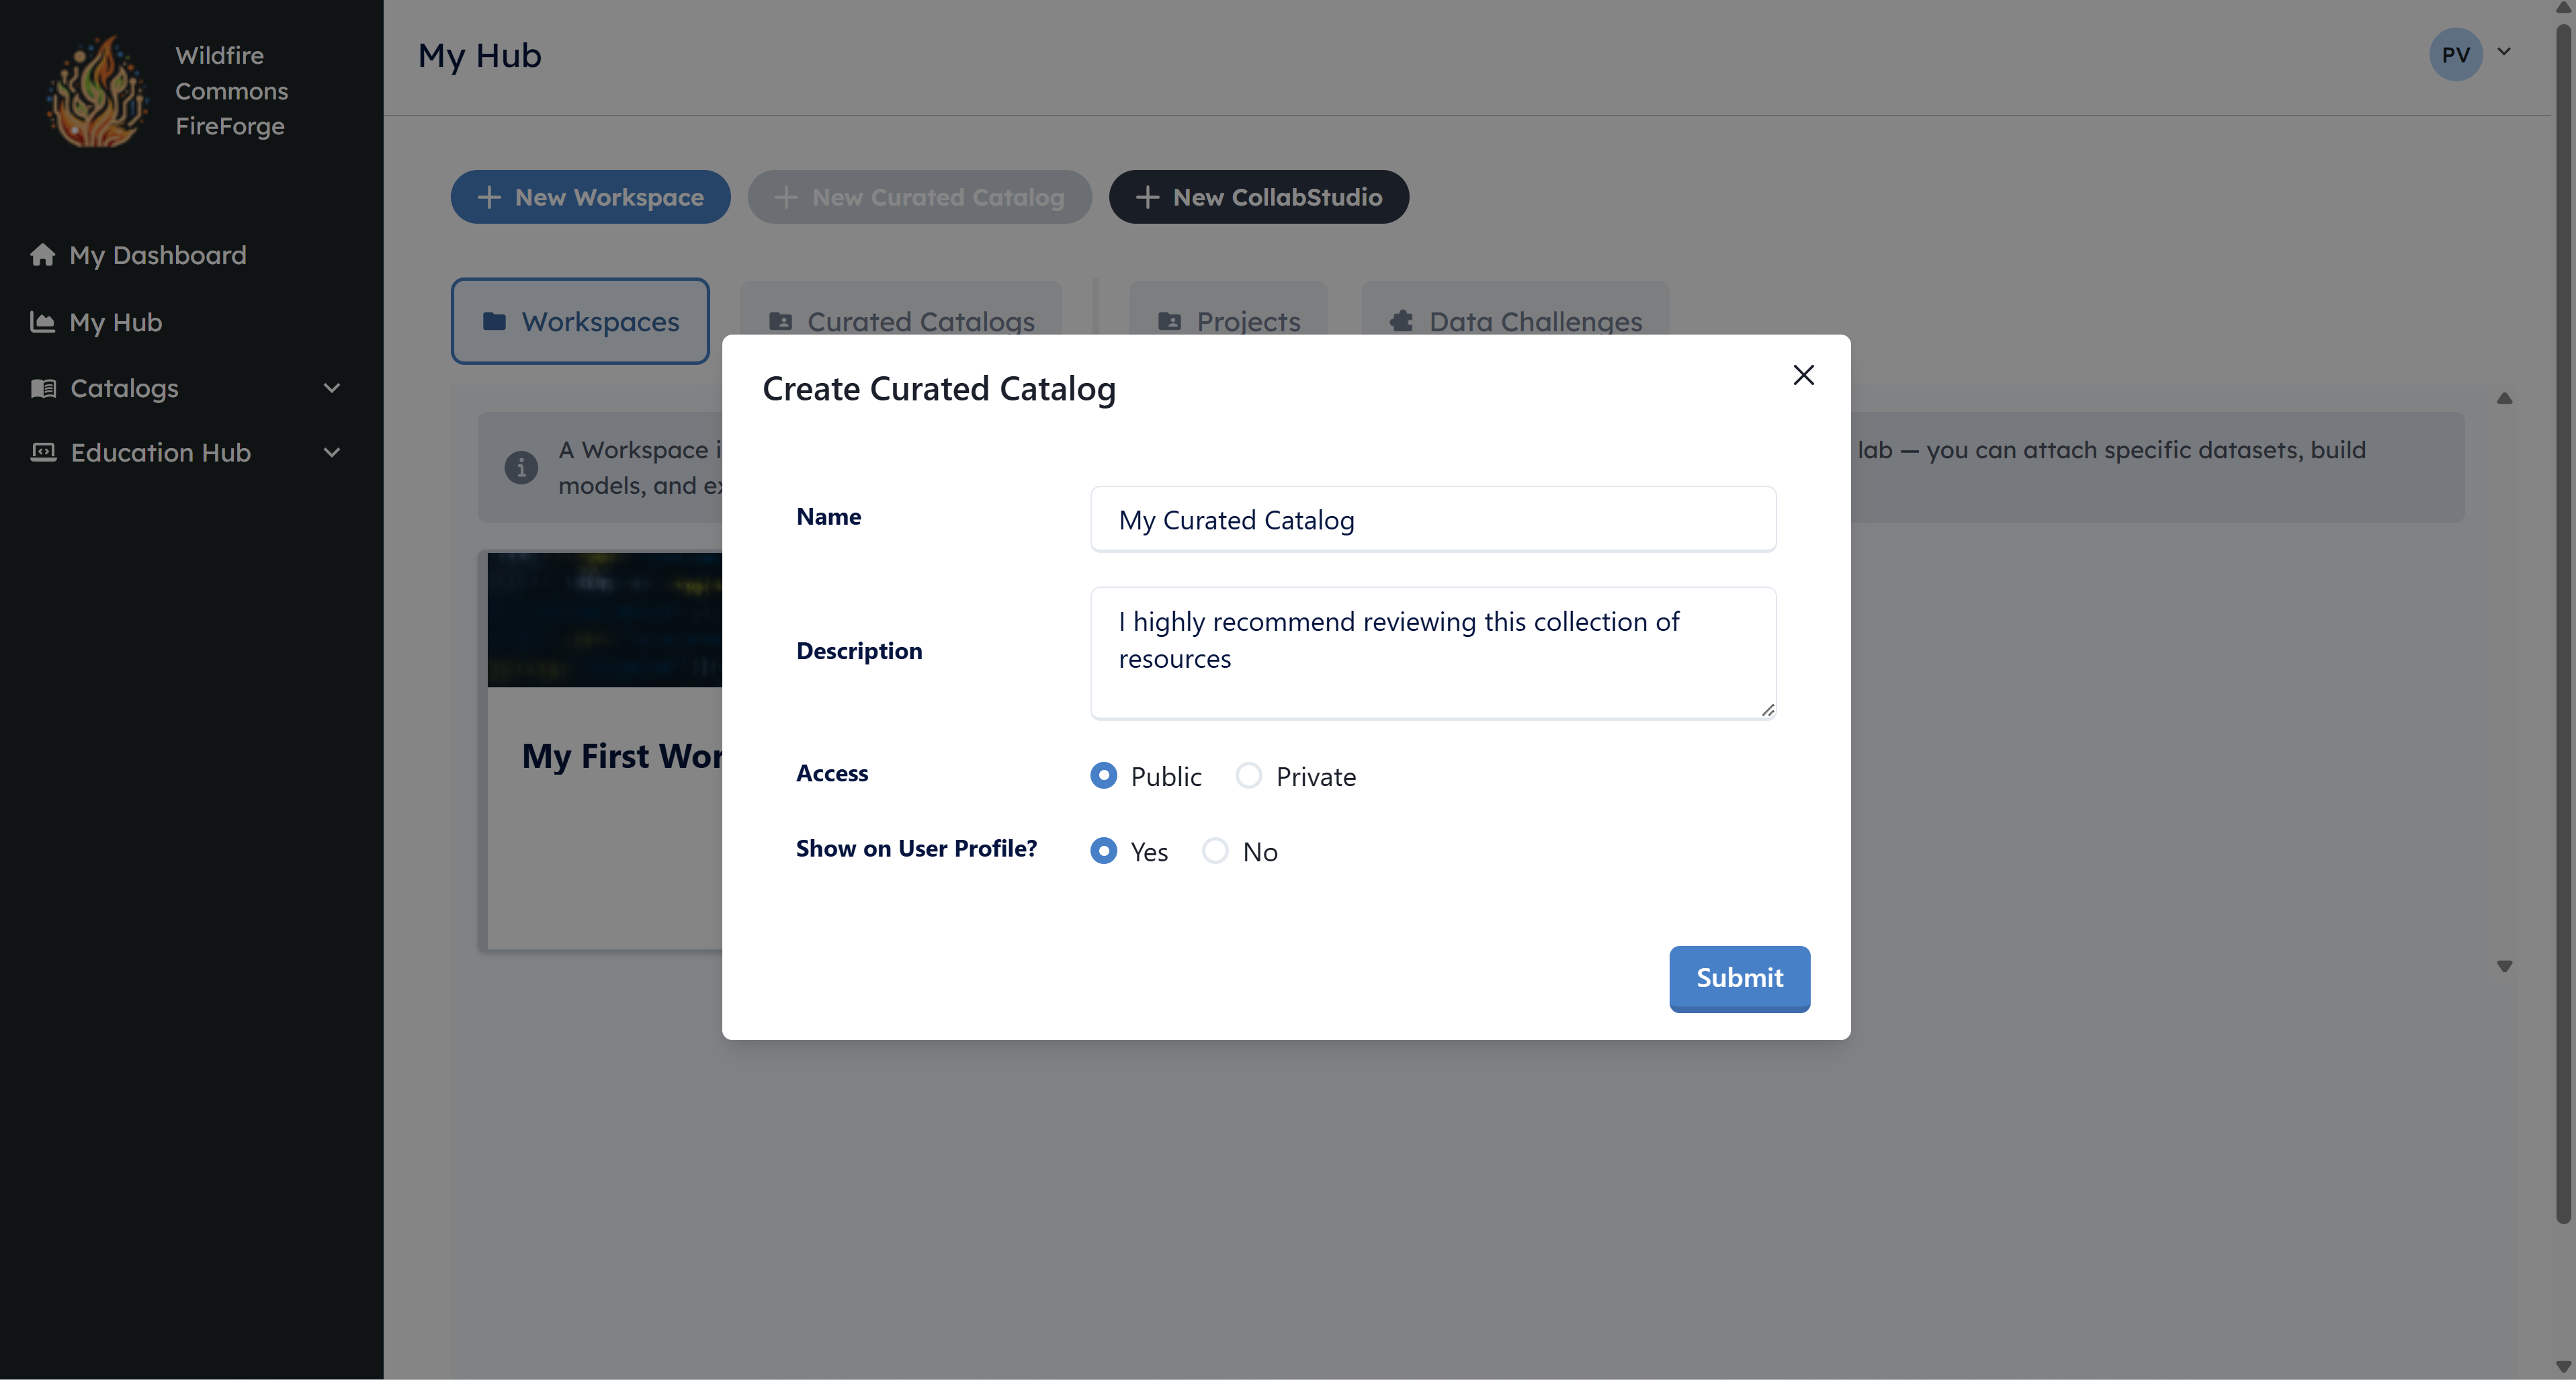 Wildfire
Commons
FireForge
My Hub
PV
My Dashboard
My Hub
Catalogs
Education Hub
New Workspace
New Curated Catalog
New CollabStudio
Workspaces
Curated Catalogs
Projects
Data Challenges
A Workspace i
lab — you can attach specific datasets, build
models, and ex
My First Wor
Create Curated Catalog
Name
My Curated Catalog
Description
I highly recommend reviewing this collection of
resources
Access
Public
Private
Show on User Profile?
Yes
No
Submit